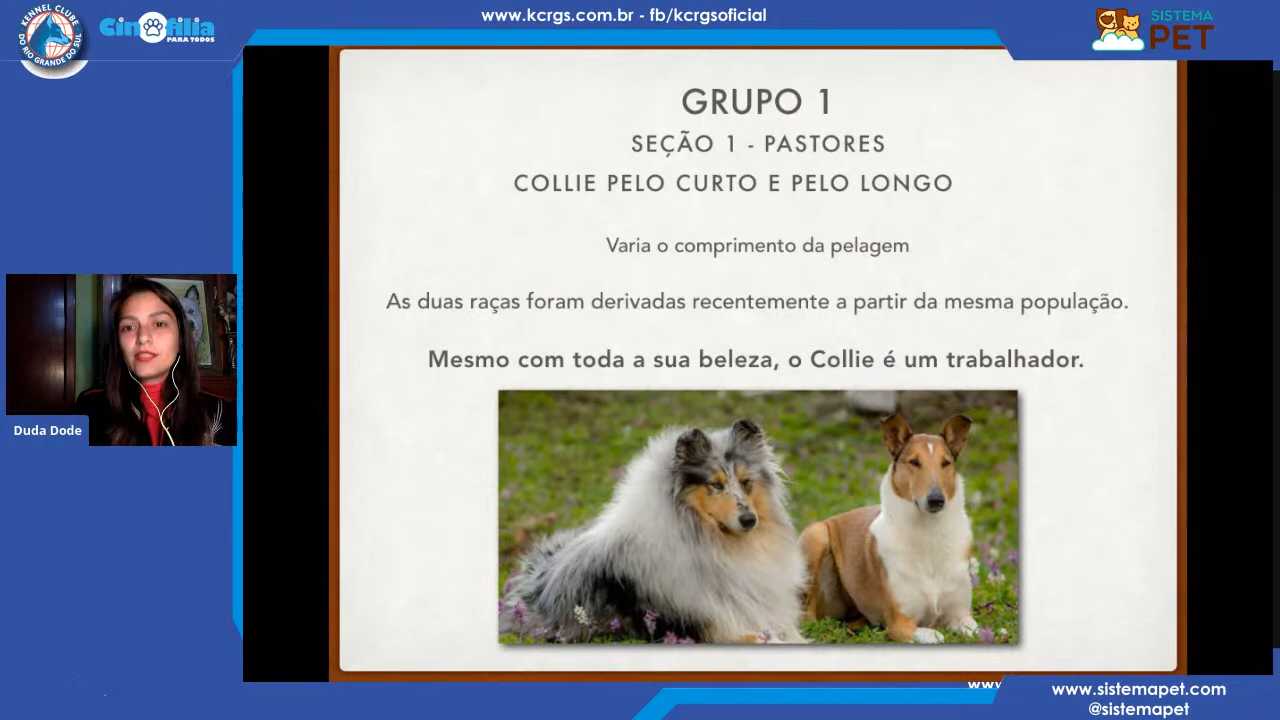 www.kcrgs.com.br - fb/kcrgsoficial
KENNEL CLUBE
DO RIO GRANDE DO SUL
Cinofilia
PARA TODOS
SISTEMA
PET
GRUPO 1
SEÇÃO 1 - PASTORES
COLLIE PELO CURTO E PELO LONGO
Varia o comprimento da pelagem
As duas raças foram derivadas recentemente a partir da mesma população.
Mesmo com toda a sua beleza, o Collie é um trabalhador.
Duda Dode
www.sistemapet.com
@sistemapet